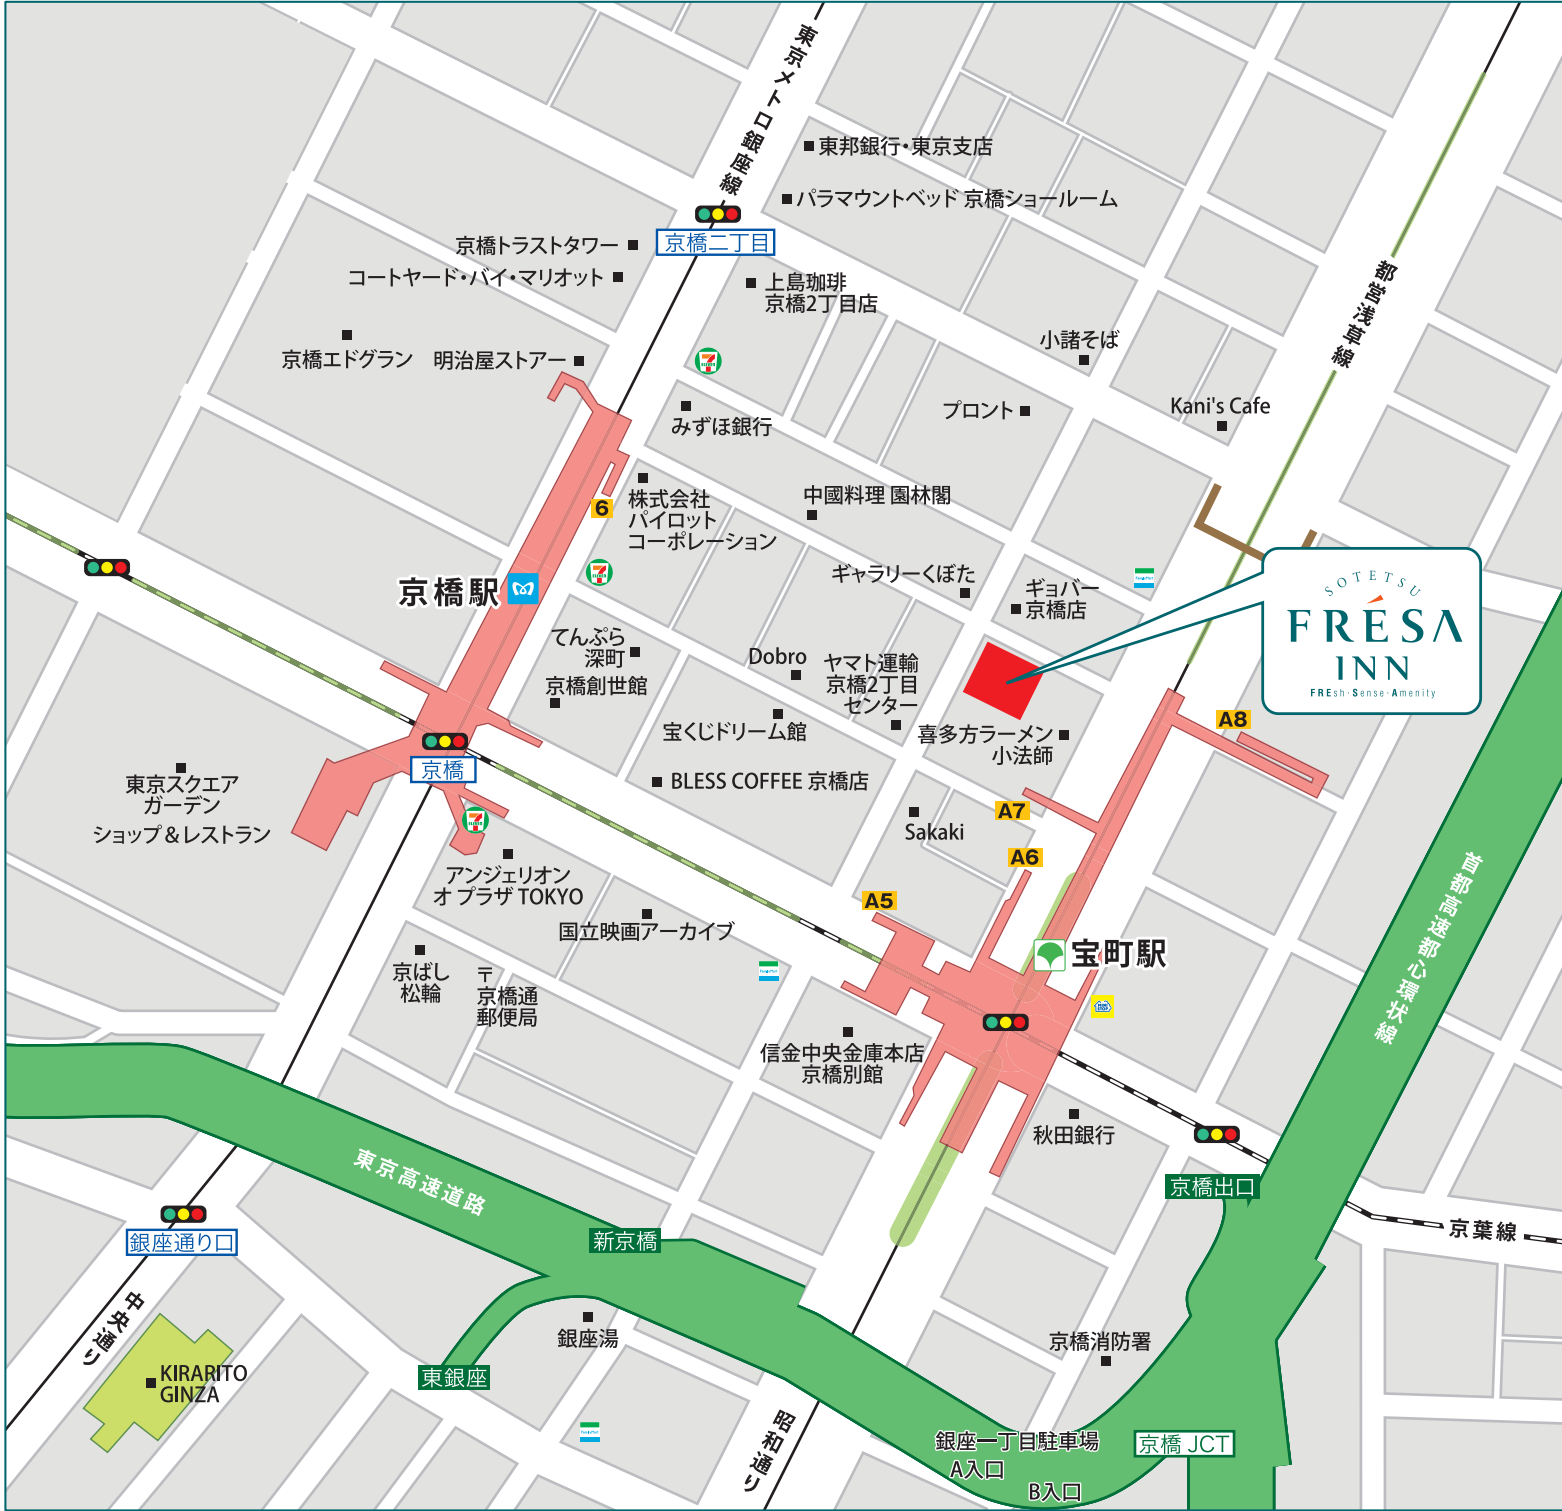 東京メトロ銀座線
東邦銀行・東京支店
パラマウントベッド 京橋ショールーム
京橋二丁目
京橋トラストタワー
コートヤード・バイ・マリオット
上島珈琲
京橋2丁目店
都営浅草線
京橋エドグラン
明治屋ストアー
小諸そば
みずほ銀行
プロント
Kani's Cafe
6
株式会社
パイロット
コーポレーション
中國料理 園林閣
京橋駅
ギャラリーくぼた
ギョバー
京橋店
SOTETSU
FRÉSA
INN
FREsh・Sense・Amenity
てんぷら
深町
京橋創世館
Dobro
ヤマト運輸
京橋2丁目
センター
宝くじドリーム館
喜多方ラーメン
小法師
A8
京橋
東京スクエア
ガーデン
ショップ&レストラン
BLESS COFFEE 京橋店
Sakaki
A7
A6
A5
アンジェリオン
オ プラザ TOKYO
国立映画アーカイブ
宝町駅
首都高速都心環状線
京ばし
松輪
〒
京橋通
郵便局
信金中央金庫本店
京橋別館
秋田銀行
東京高速道路
京橋出口
銀座通り口
新京橋
京葉線
中央通り
KIRARITO
GINZA
銀座湯
東銀座
京橋消防署
昭和通り
銀座一丁目駐車場
A入口
B入口
京橋 JCT